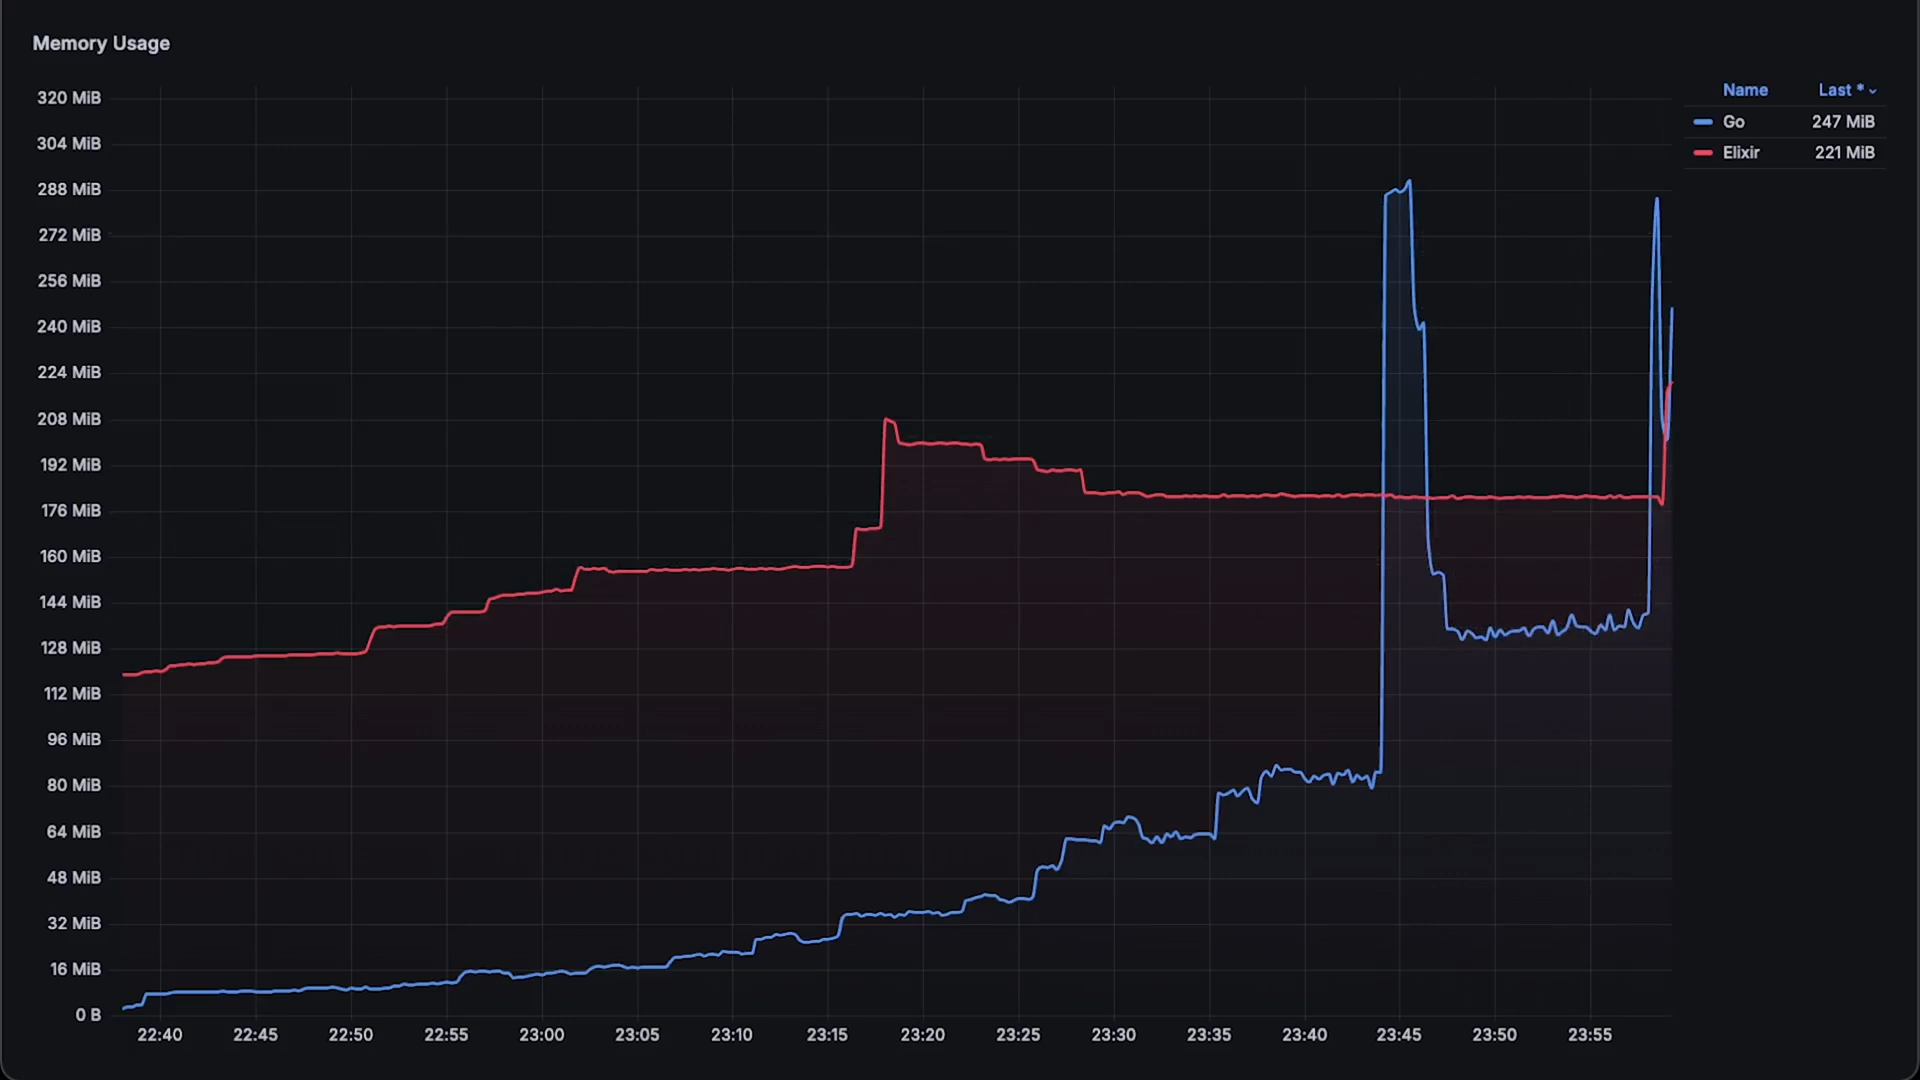 Memory Usage
320 MiB
304 MiB
288 MiB
272 MiB
256 MiB
240 MiB
224 MiB
208 MiB
192 MiB
176 MiB
160 MiB
144 MiB
128 MiB
112 MiB
96 MiB
80 MiB
64 MiB
48 MiB
32 MiB
16 MiB
0 B
22:40 22:45 22:50 22:55 23:00 23:05 23:10 23:15 23:20 23:25 23:30 23:35 23:40 23:45 23:50 23:55
Name Last *
Go 247 MiB
Elixir 221 MiB